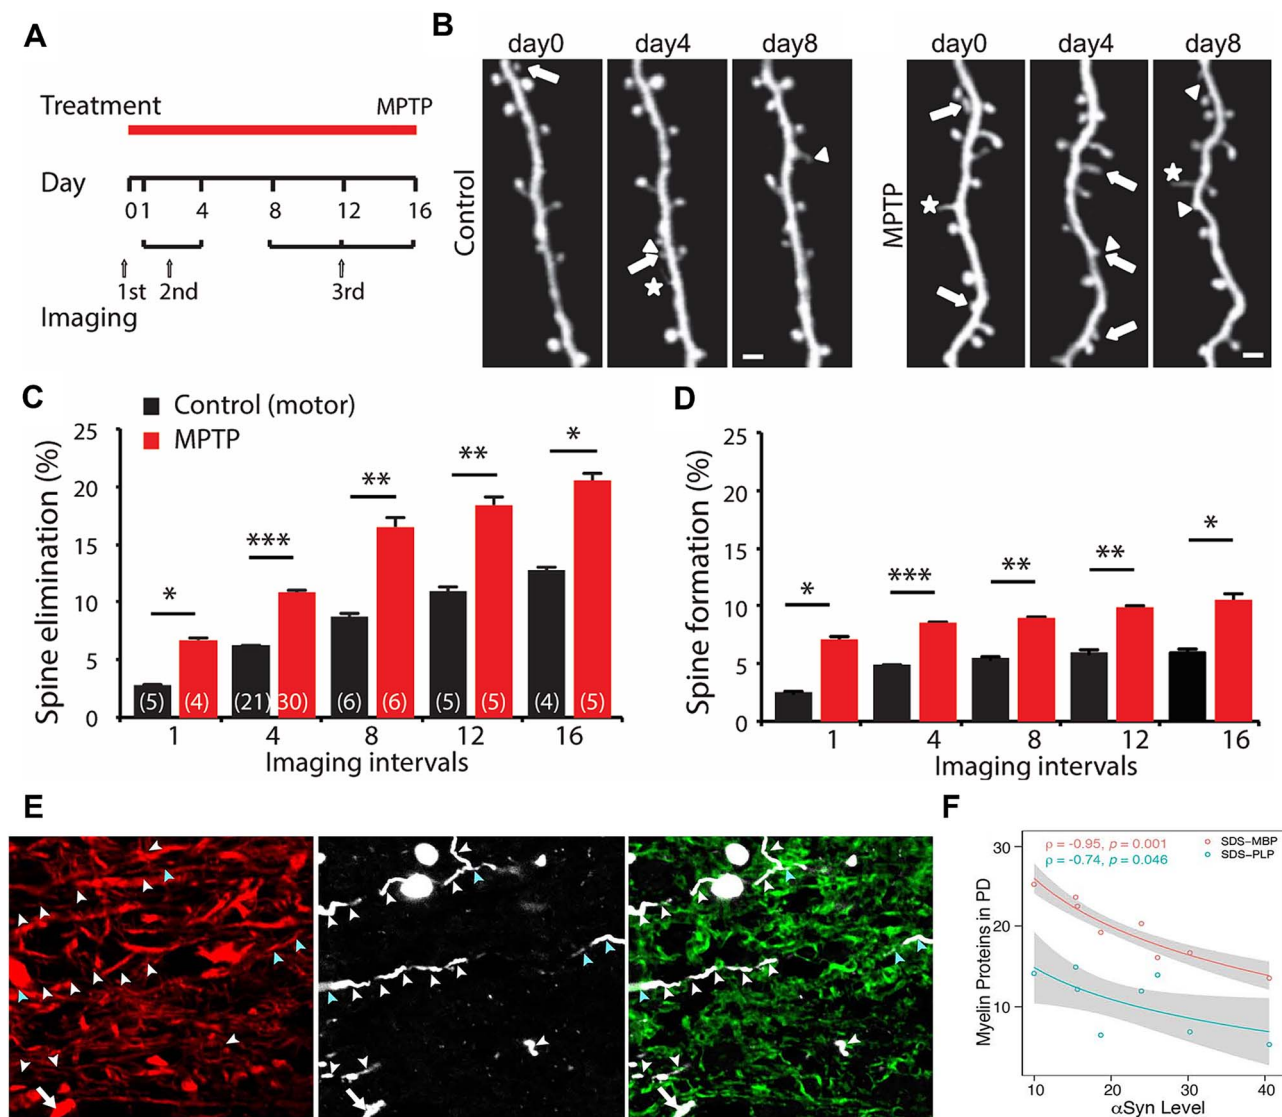 A
Treatment MPTP
Day
0 1 4 8 12 16
1st 2nd 3rd
Imaging
B
day0 day4 day8 day0 day4 day8
Control
MPTP
C
Control (motor)
MPTP
Spine elimination (%)
25
20
15
10
5
0
* *** ** ** *
(5) (4) (21) (30) (6) (6) (5) (5) (4) (5)
1 4 8 12 16
Imaging intervals
D
Spine formation (%)
25
20
15
10
5
0
* *** ** ** *
1 4 8 12 16
Imaging intervals
E
F
ρ = -0.95, p = 0.001
ρ = -0.74, p = 0.046
SDS-MBP
SDS-PLP
Myelin Proteins in PD
30
20
10
10 20 30 40
αSyn Level